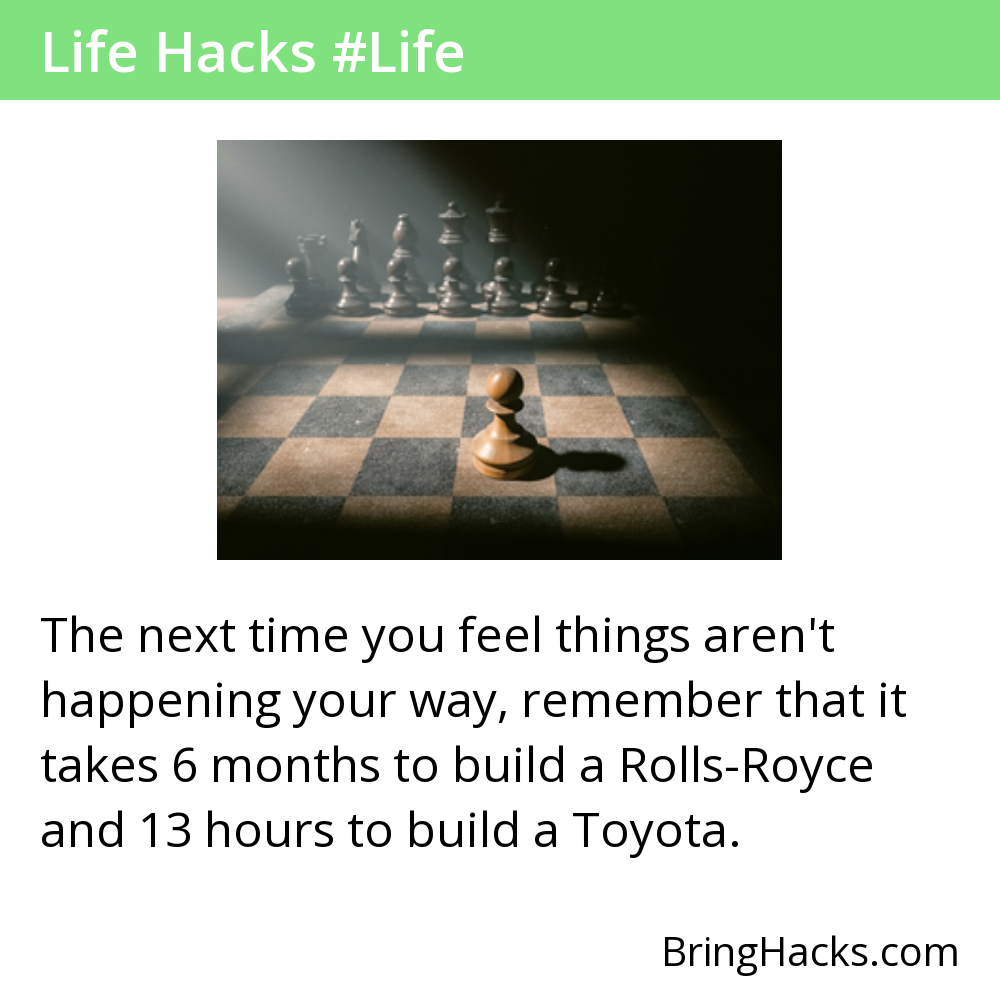 Life Hacks #Life
The next time you feel things aren't
happening your way, remember that it
takes 6 months to build a Rolls-Royce
and 13 hours to build a Toyota.
BringHacks.com